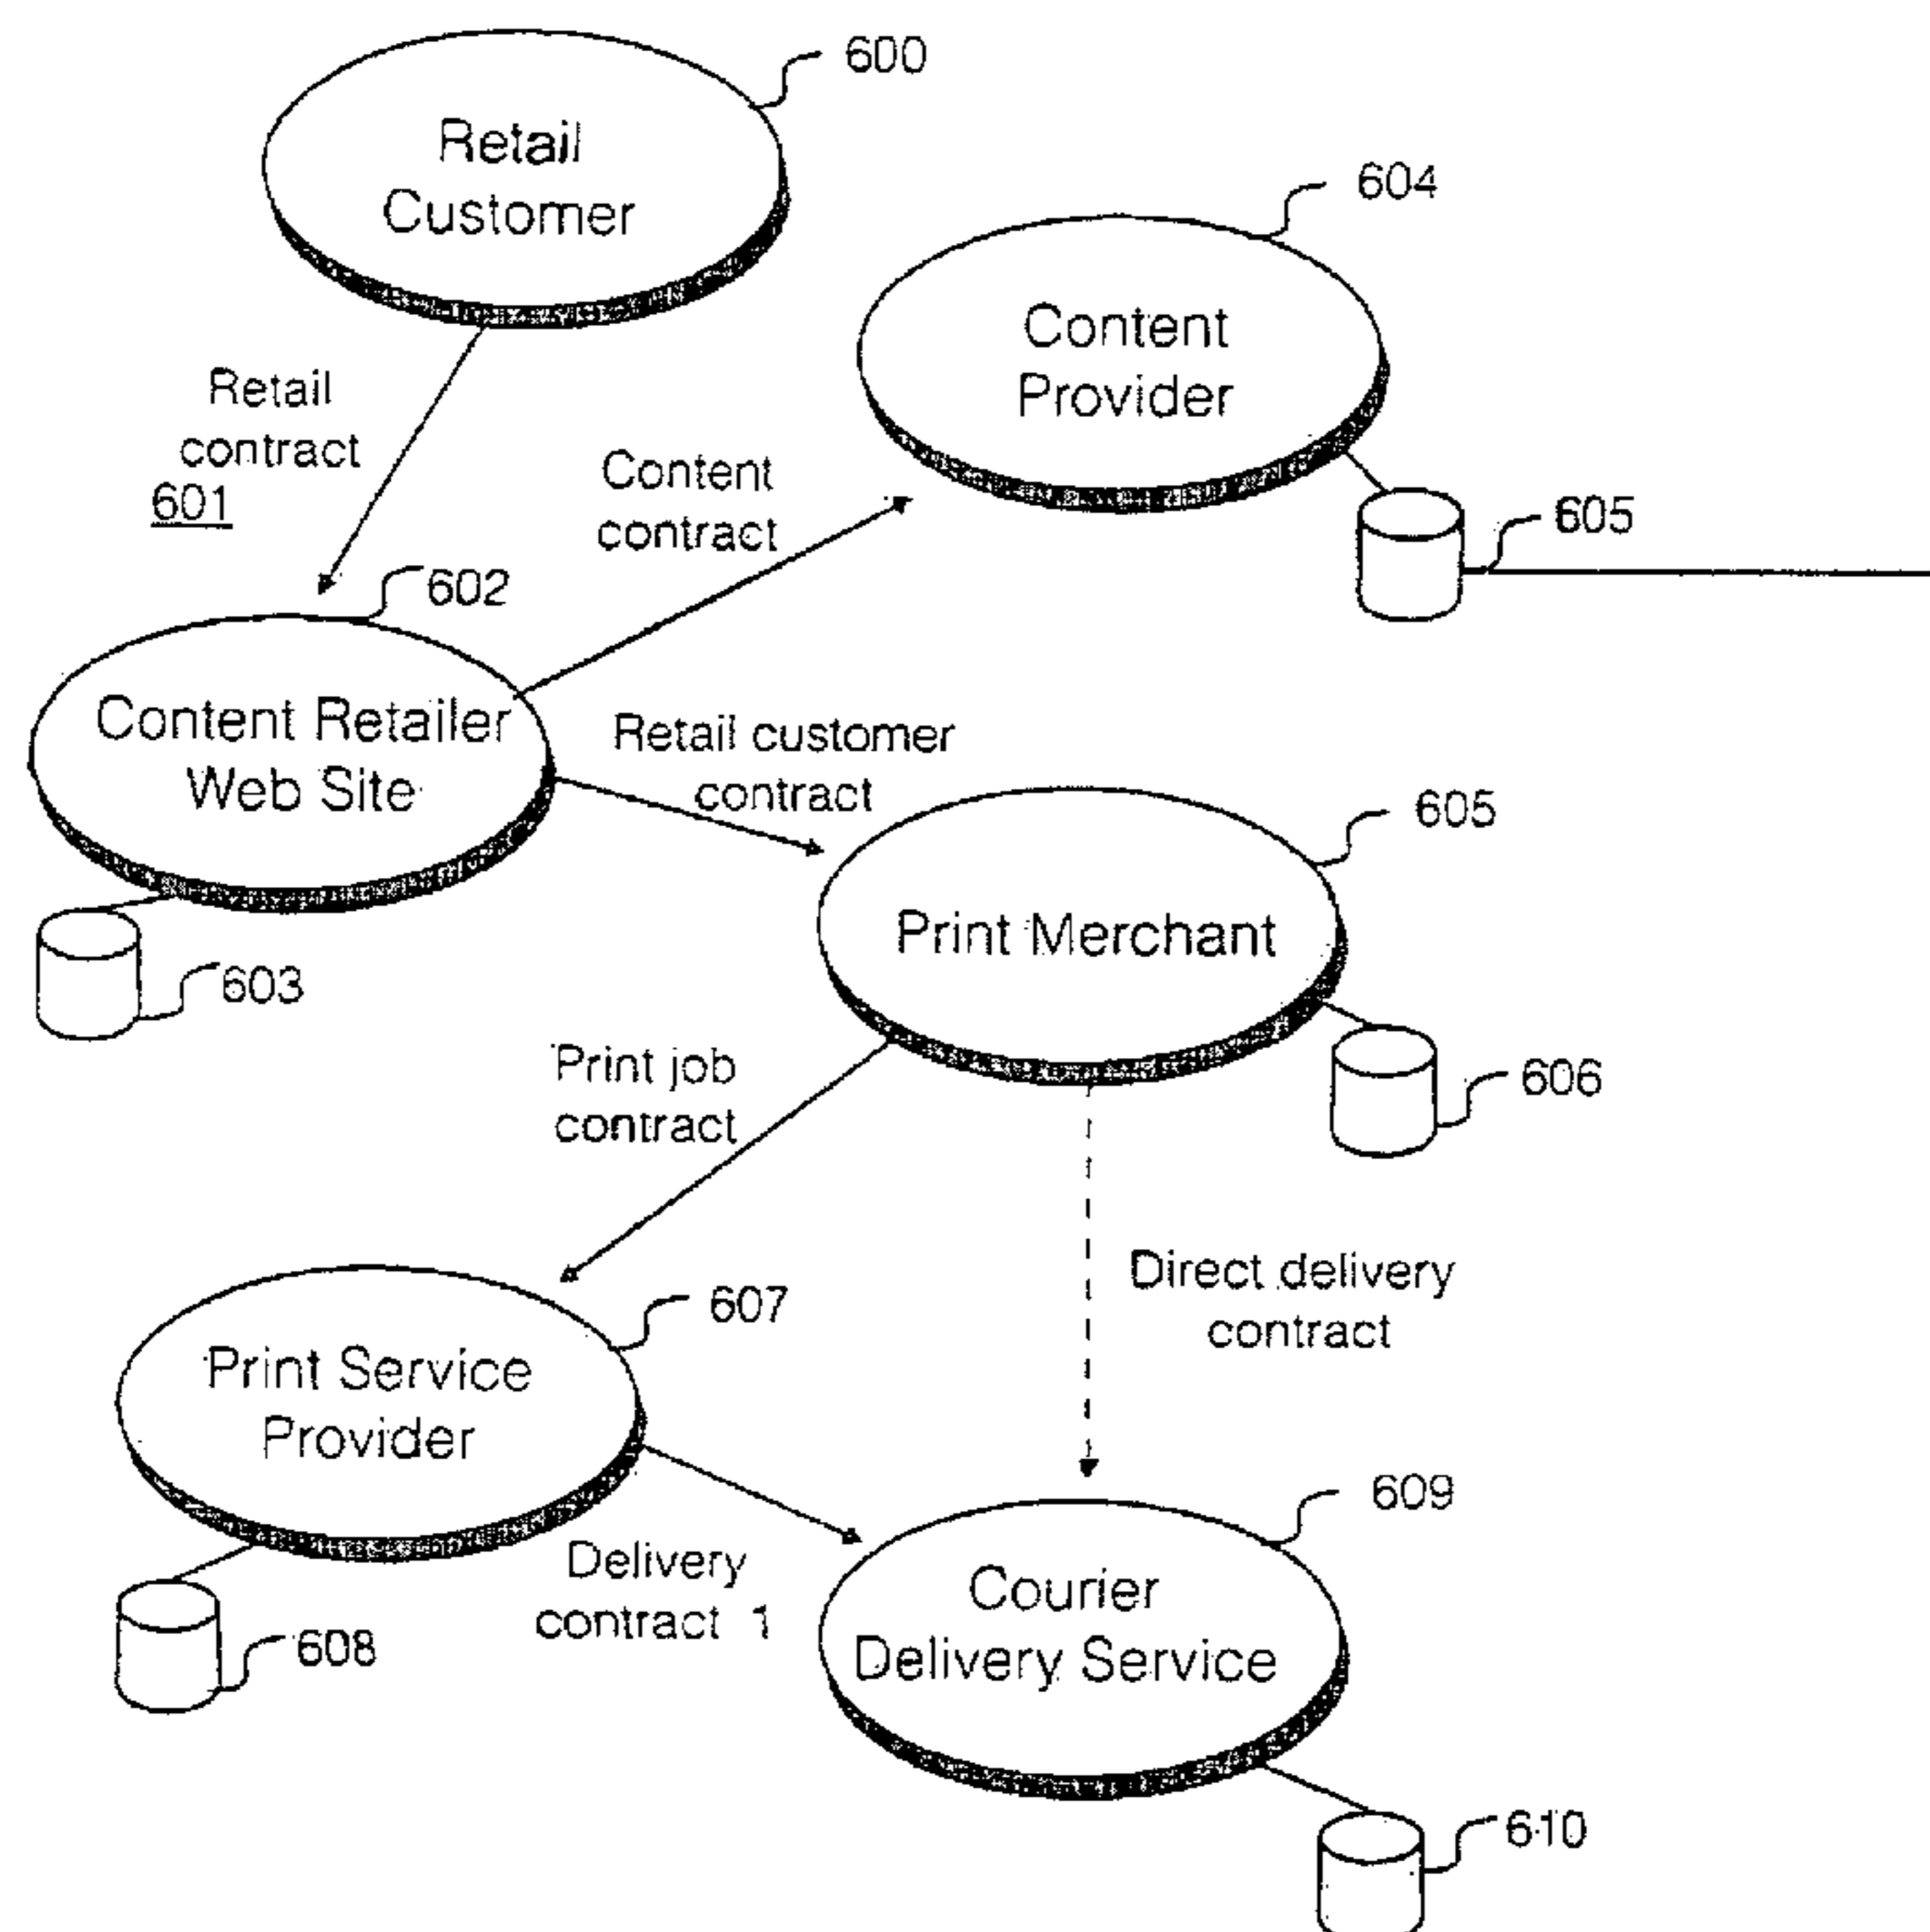 600
Retail
Customer
604
Content
Provider
Retail
contract
601
Content
contract
605
602
Content Retailer
Web Site
Retail customer
contract
605
Print Merchant
603
Print job
contract
606
Direct delivery
contract
607
Print Service
Provider
609
Delivery
contract 1
Courier
Delivery Service
608
610